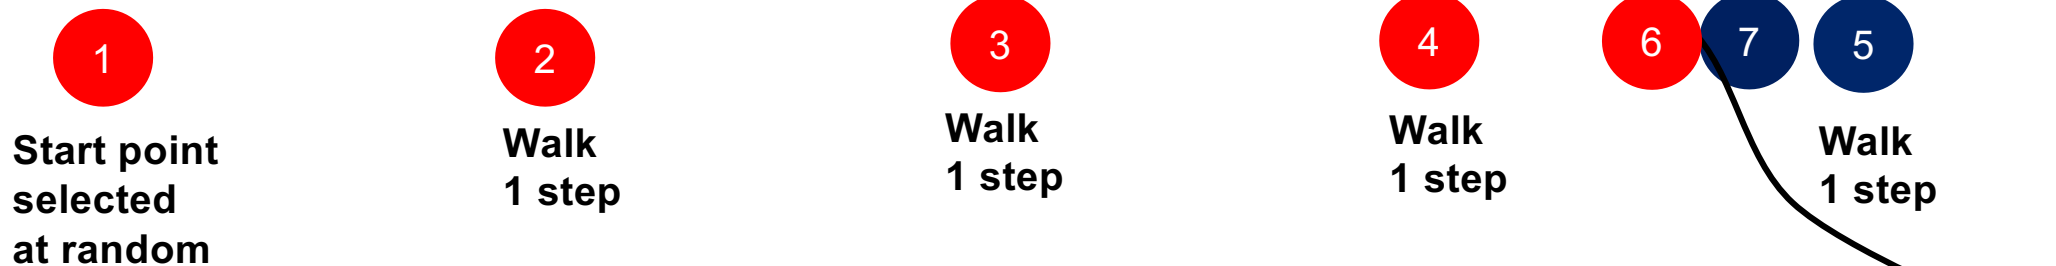 1
2
3
4
6
7
5
Start point
selected
at random
Walk
1 step
Walk
1 step
Walk
1 step
Walk
1 step